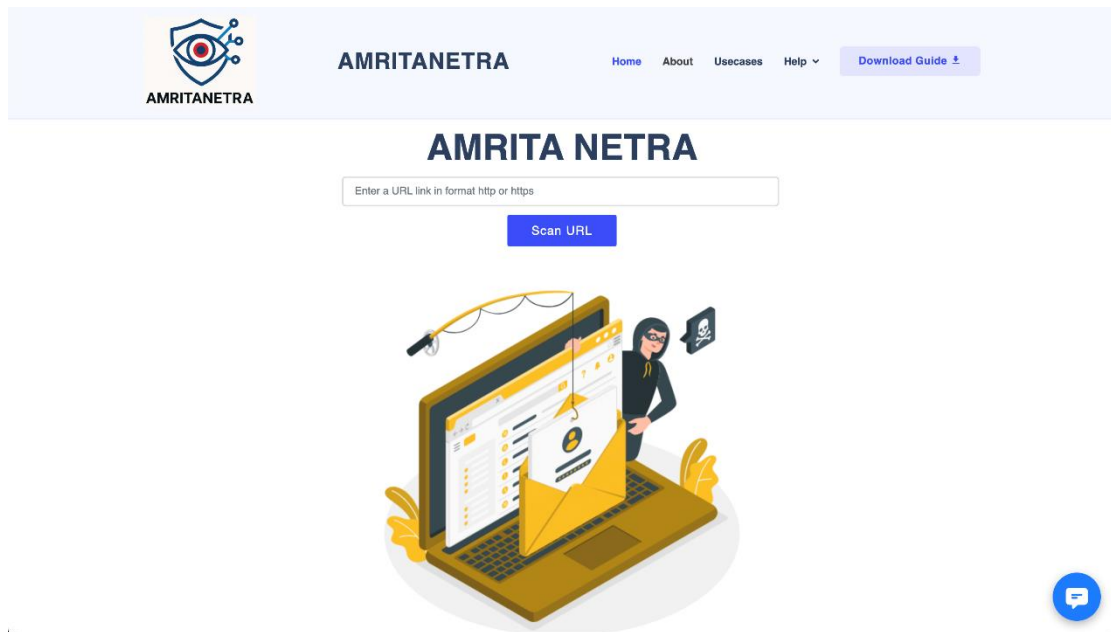 AMRITANETRA
AMRITANETRA
Home About Usecases Help Download Guide
AMRITA NETRA
Enter a URL link in format http or https
Scan URL
?